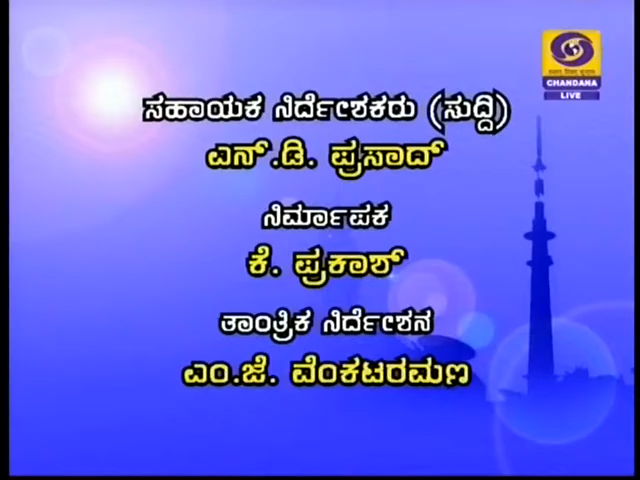 ಸಹಾಯಕ ನಿರ್ದೇಶಕರು (ಸುದ್ದಿ)
ಎನ್.ಡಿ. ಪ್ರಸಾದ್
ನಿರ್ಮಾಪಕ
ಕೆ. ಪ್ರಕಾಶ್
ತಾಂತ್ರಿಕ ನಿರ್ದೇಶನ
ಎಂ.ಜೆ. ವೆಂಕಟರಮಣ
CHANDANA
LIVE